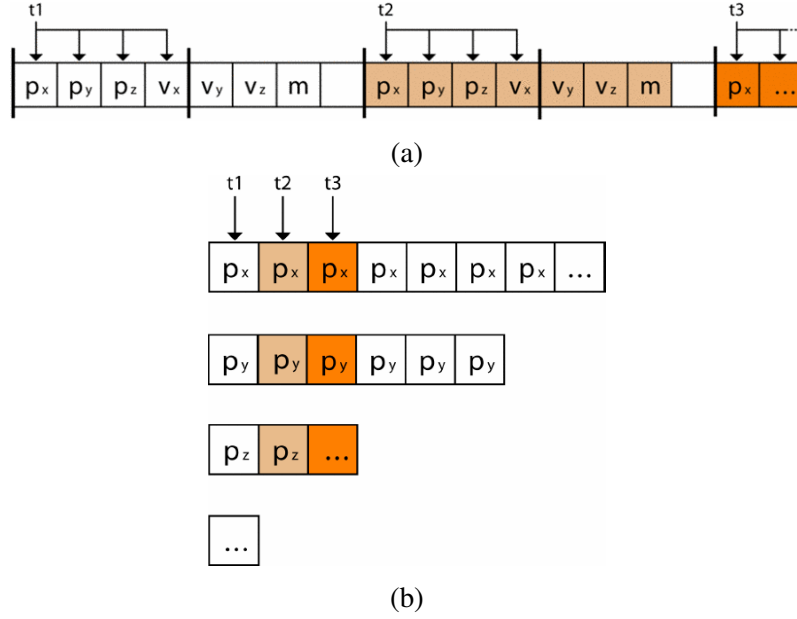 t1 t2 t3
px py pz vx vy vz m px py pz vx vy vz m px ...
(a)
t1 t2 t3
px px px px px px px ...
py py py py py py
pz pz ...
...
(b)